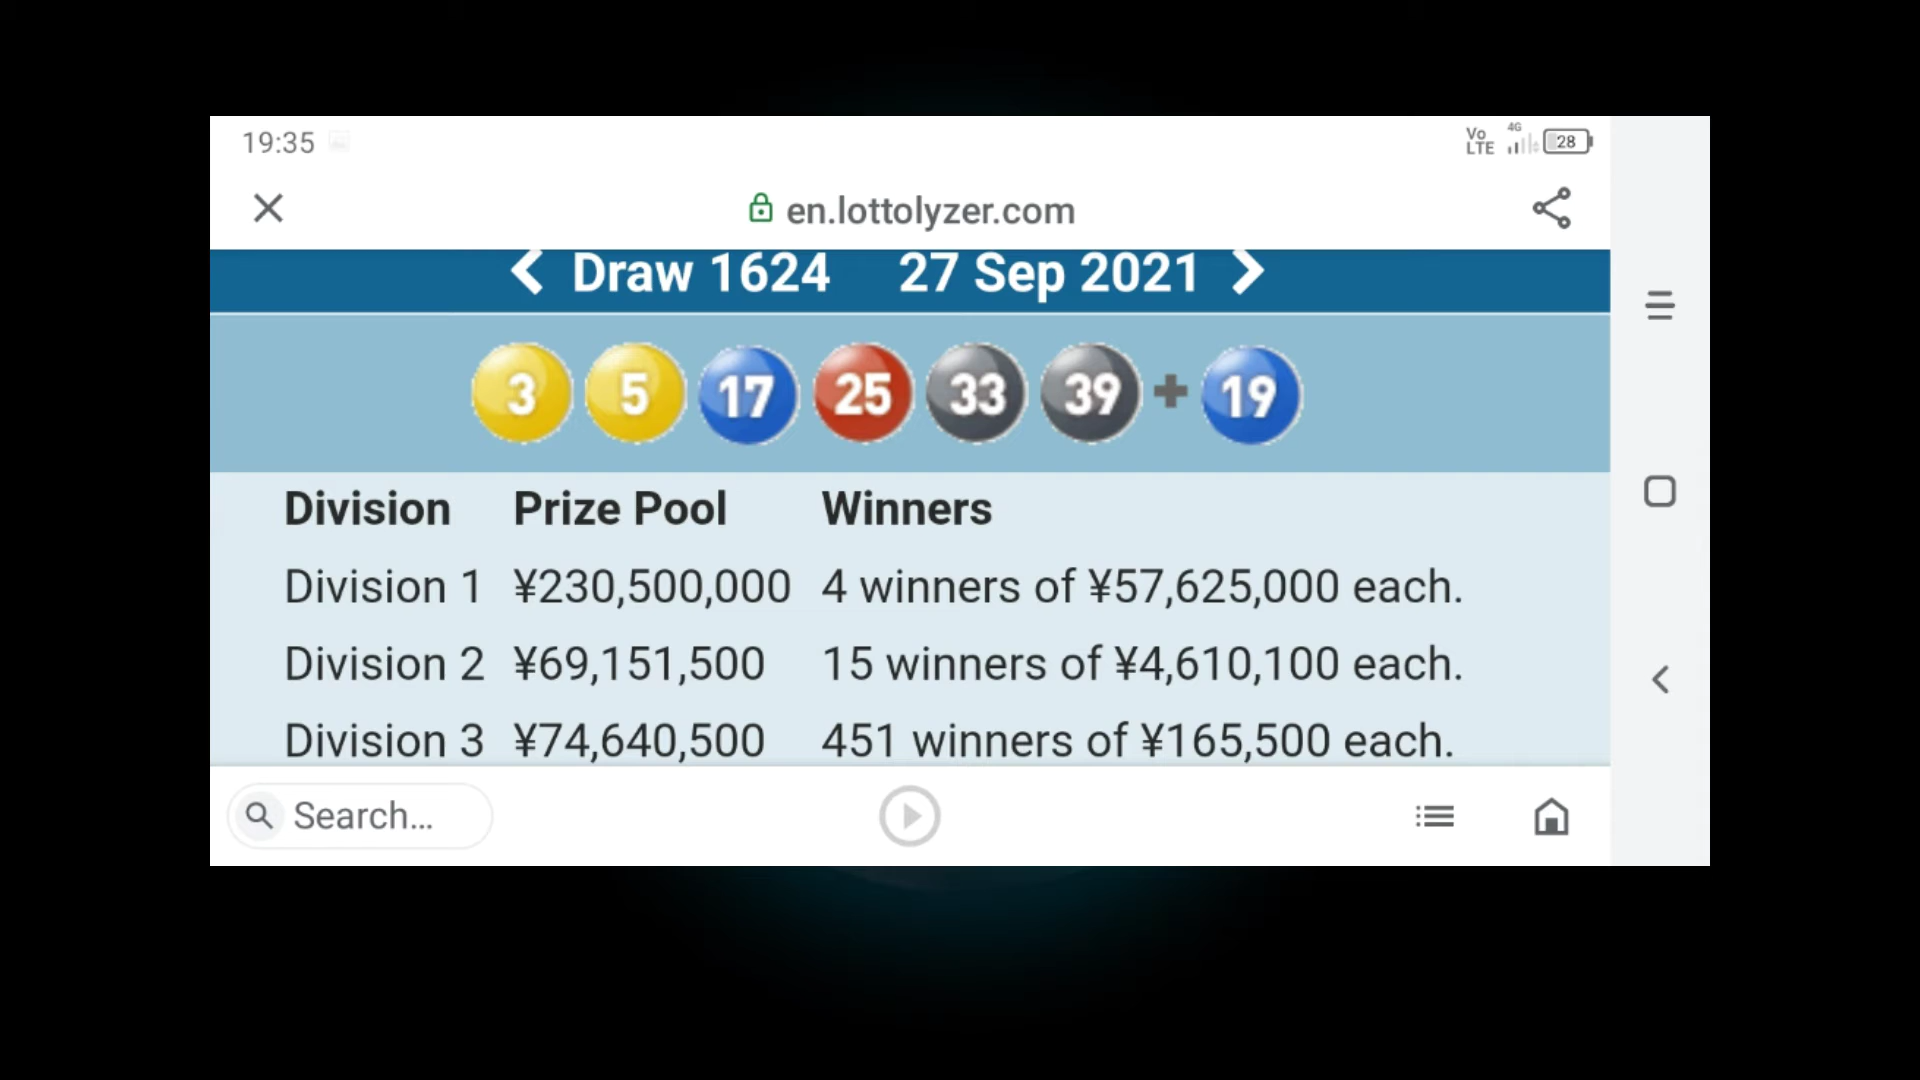 19:35 Vo LTE 4G 28
en.lottolyzer.com
Draw 1624 27 Sep 2021
3 5 17 25 33 39 + 19
Division Prize Pool Winners
Division 1 ¥230,500,000 4 winners of ¥57,625,000 each.
Division 2 ¥69,151,500 15 winners of ¥4,610,100 each.
Division 3 ¥74,640,500 451 winners of ¥165,500 each.
Search...